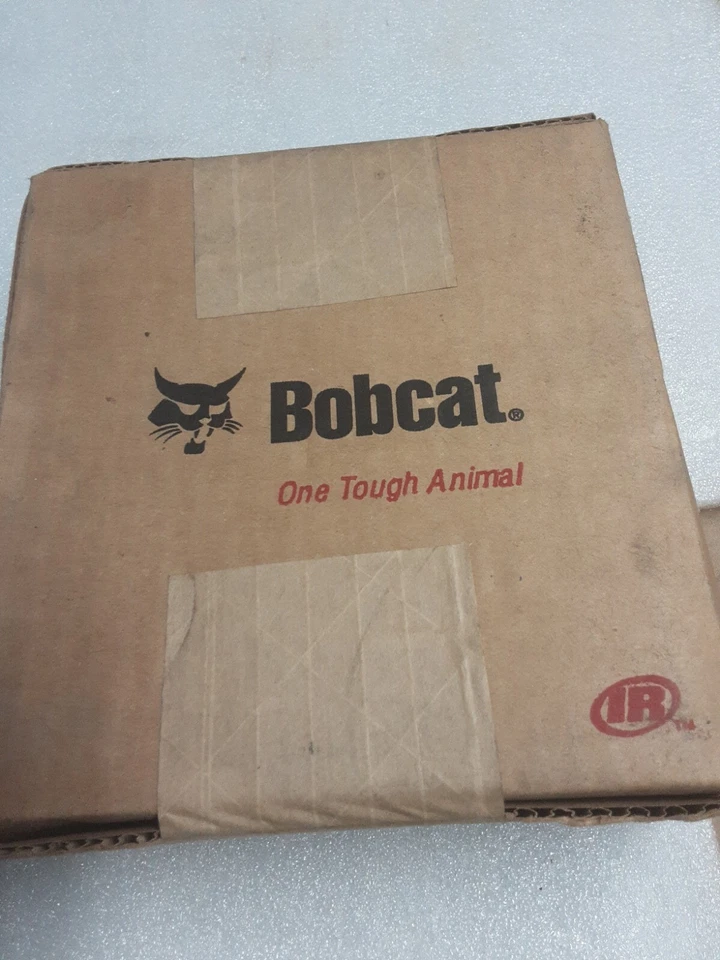 Bobcat®
One Tough Animal
IR™